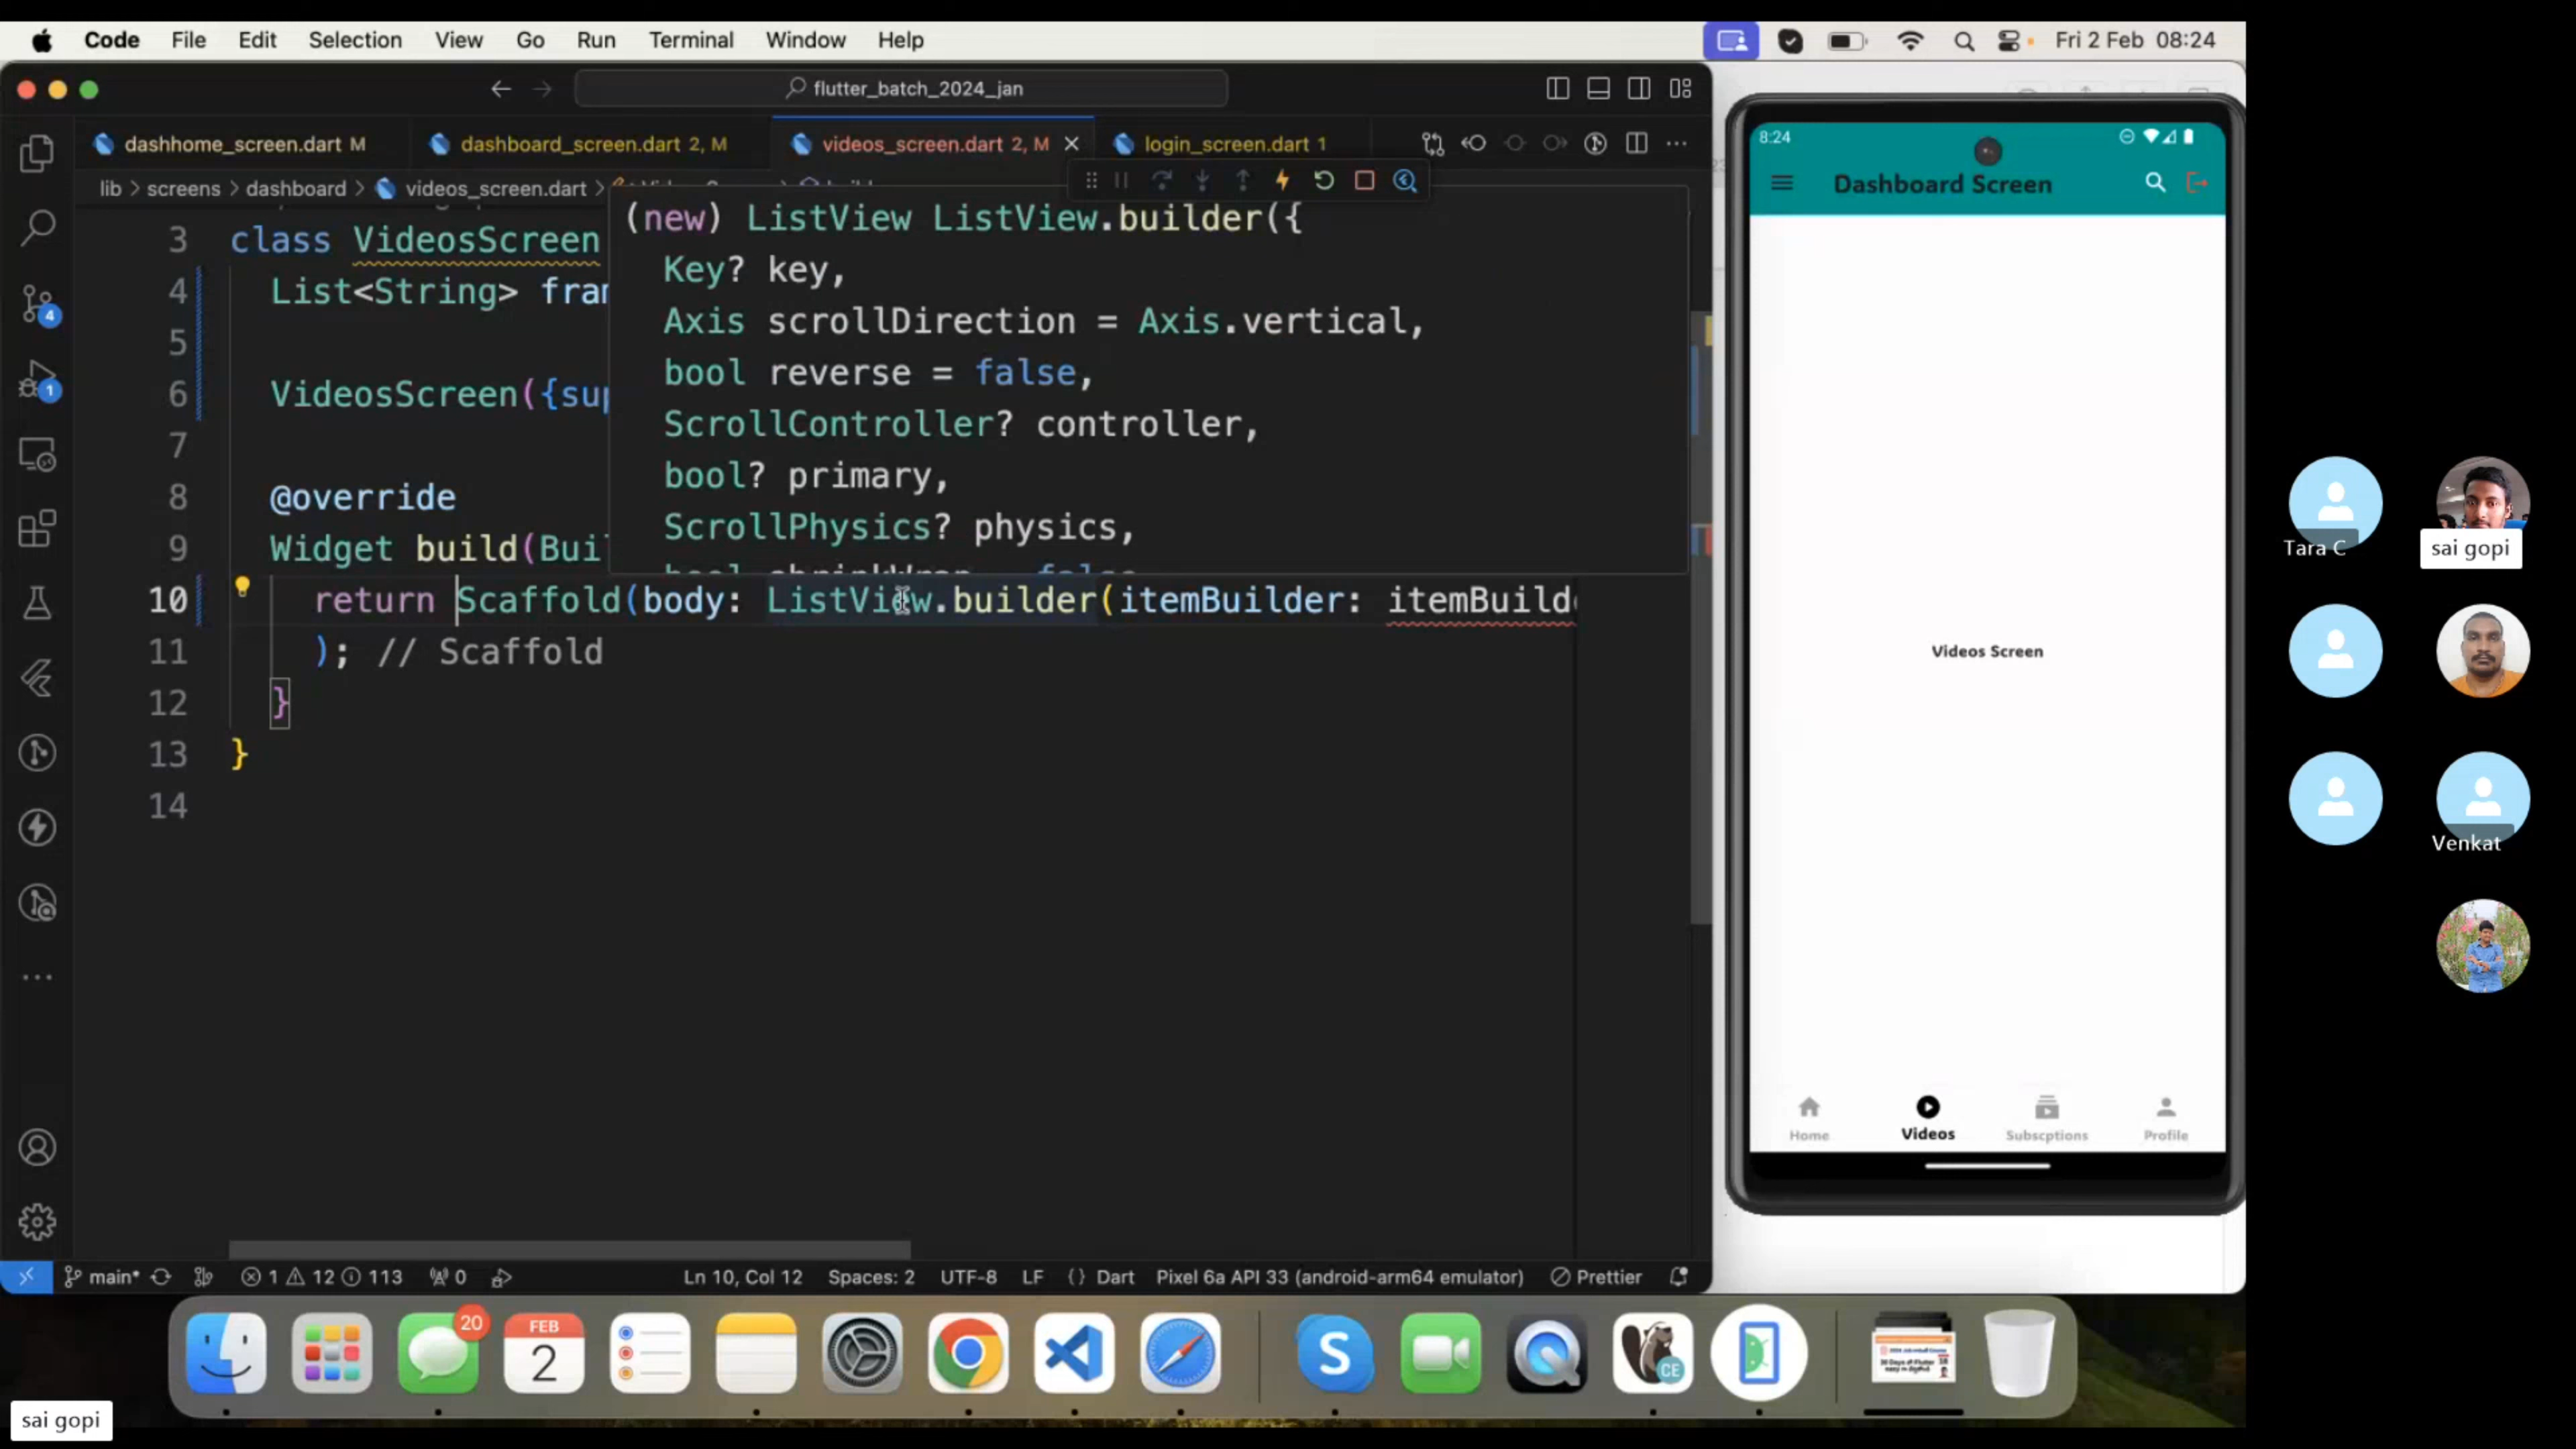 Code File Edit Selection View Go Run Terminal Window Help
Fri 2 Feb 08:24
flutter_batch_2024_jan
dashhome_screen.dart M
dashboard_screen.dart 2, M
videos_screen.dart 2, M
login_screen.dart 1
lib > screens > dashboard > videos_screen.dart >
(new) ListView ListView.builder({
Key? key,
Axis scrollDirection = Axis.vertical,
bool reverse = false,
ScrollController? controller,
bool? primary,
ScrollPhysics? physics,
3 class VideosScreen
4 List<String>
5
6 VideosScreen({
7
8 @override
9 Widget build(
10 return Scaffold(body: ListView.builder(itemBuilder: itemBuild
11 ); // Scaffold
12 }
13 }
14
4
1
main*
1 12 113
0
Ln 10, Col 12
Spaces: 2
UTF-8
LF
{} Dart
Pixel 6a API 33 (android-arm64 emulator)
Prettier
8:24
Dashboard Screen
Videos Screen
Home
Videos
Subscptions
Profile
Tara C
sai gopi
Venkat
20
FEB
2
CE
sai gopi